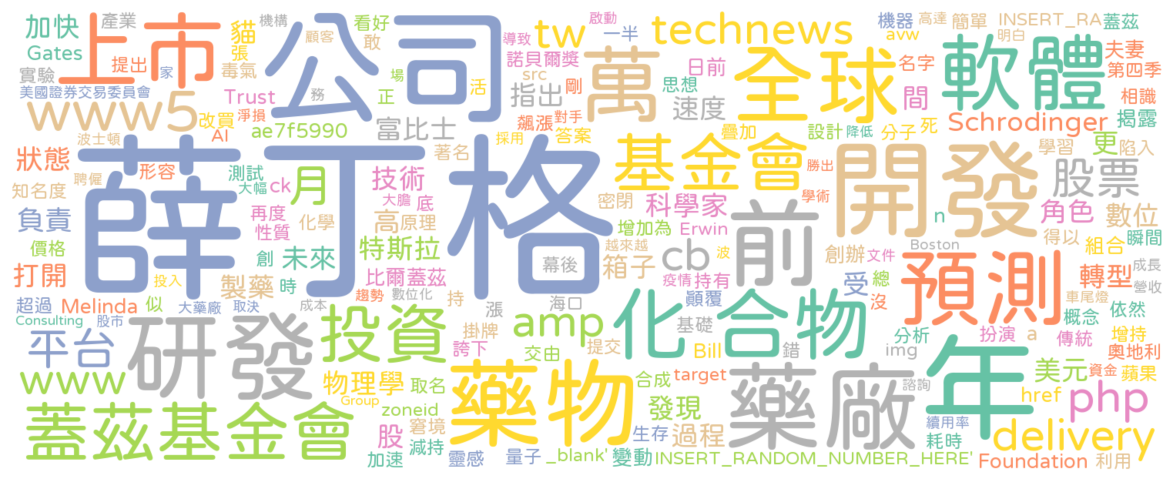 加快 產業 上市 貓 機構 公司 看好 敢 啟動 tw 一半 technews 機器 avw 高達 簡單 明白 INSERT_RA 蓋茲
Gates 提出 張 顧客 諾貝爾獎 導致 src 剛 萬 日前 思想 全球 名字 軟體 夫妻 第四季
實驗 家 毒氣 活 指出 間 相識
美國證券交易委員會 Trust 淨損 務 場 正 飆漲 對手 速度 Schrodinger 揭露
www5 改買 ae7f5990 富比士 答案 疊加 設計 降低 分子 死 更 陷入
波士頓 AI 採用 勝出 學習
狀態 形容 著名 薛丁格 基金會 學術 開發 股票
知名度 聘僱 測試 大幅 ck 月 技術 大膽 底 密閉 科學家 前 n 角色 數位
負責 再度 化學 高 原理 增加為 Erwin 得以 組合 瞬間
價格 性質 創 未來 特斯拉 幕後 箱子 越來越 cb 波 創辦 文件 Boston 成長
打開 投入 製藥 時 比爾蓋茲 疫情 持有 受 總 預測 轉型 營收
超過 Melinda 似 成本 趨勢 數位化 持 漲 海口 顛覆 沒 車尾燈 概念 依然
Consulting 股市 大藥廠 取決 掛牌 amp 化合物 基礎 分析 扮演 a 傳統 增持
平台 研發 投資 誇下 交由 提交 Bill 錯 img 年 奧地利
www 物理學 取名 藥物 合成 target 藥廠 諮詢 美元 資金 蘋果
蓋茲基金會 Group zoneid 發現 href php
股 窘境 減持 生存 過程 續用率 耗時 delivery
加速 靈感 量子 _blank' 變動 INSERT_RANDOM_NUMBER_HERE' Foundation 利用